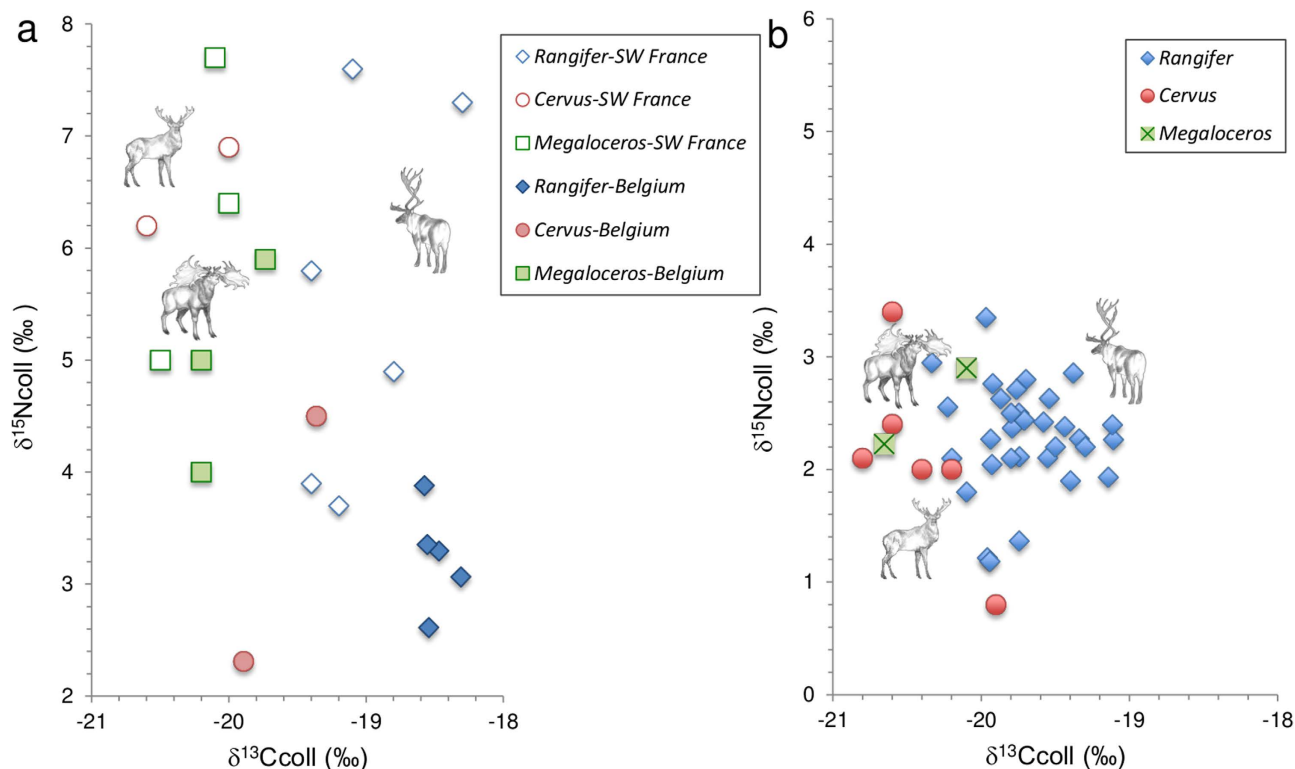 a
8
7
6
5
4
3
2
δ¹⁵Ncoll (‰ )
-21
-20
-19
-18
δ¹³Ccoll (‰)
Rangifer-SW France
Cervus-SW France
Megaloceros-SW France
Rangifer-Belgium
Cervus-Belgium
Megaloceros-Belgium
b
6
5
4
3
2
1
0
δ¹⁵Ncoll (‰ )
-21
-20
-19
-18
δ¹³Ccoll (‰)
Rangifer
Cervus
Megaloceros